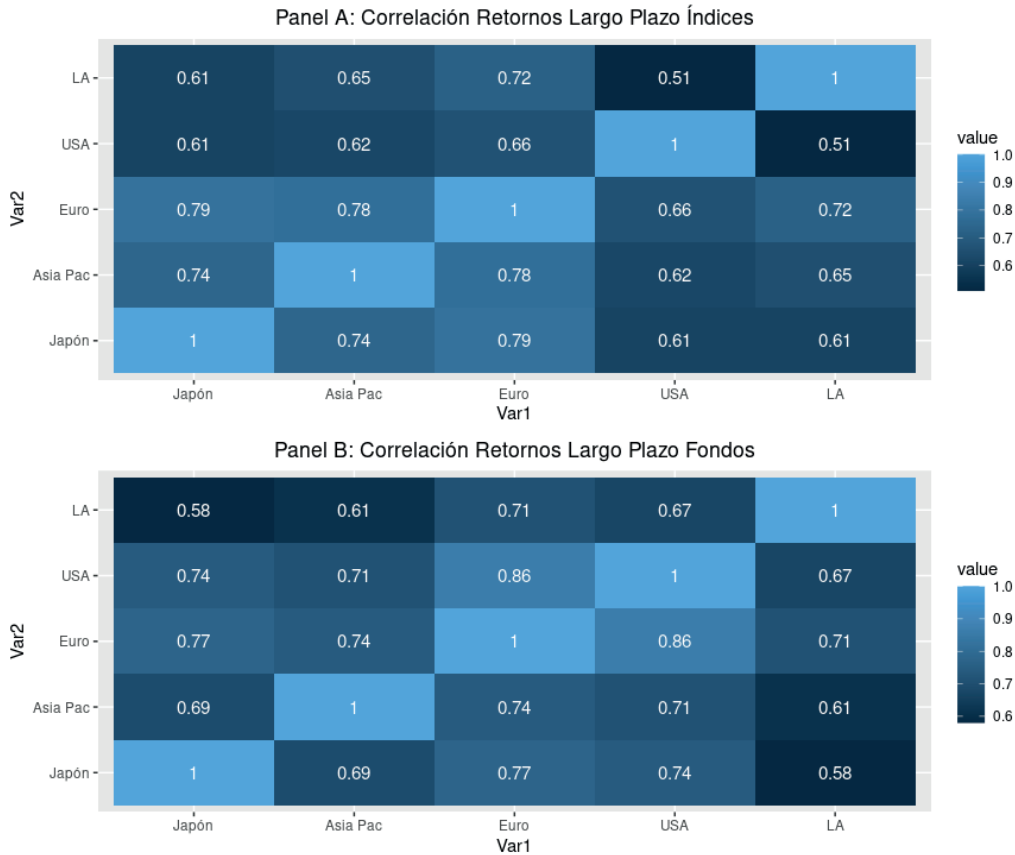 Panel A: Correlación Retornos Largo Plazo Índices
LA 0.61 0.65 0.72 0.51 1
USA 0.61 0.62 0.66 1 0.51
Euro 0.79 0.78 1 0.66 0.72
Asia Pac 0.74 1 0.78 0.62 0.65
Japón 1 0.74 0.79 0.61 0.61
Japón Asia Pac Euro USA LA
Var1
Var2
value
1.0
0.9
0.8
0.7
0.6
Panel B: Correlación Retornos Largo Plazo Fondos
LA 0.58 0.61 0.71 0.67 1
USA 0.74 0.71 0.86 1 0.67
Euro 0.77 0.74 1 0.86 0.71
Asia Pac 0.69 1 0.74 0.71 0.61
Japón 1 0.69 0.77 0.74 0.58
Japón Asia Pac Euro USA LA
Var1
Var2
value
1.0
0.9
0.8
0.7
0.6